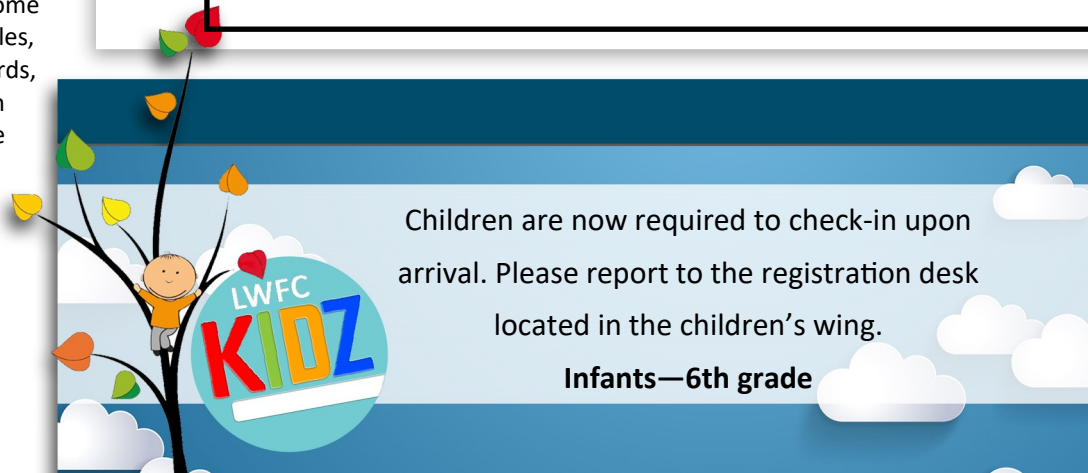 les,
LWFC
KIDZ
Children are now required to check-in upon
arrival. Please report to the registration desk
located in the children’s wing.
Infants—6th grade